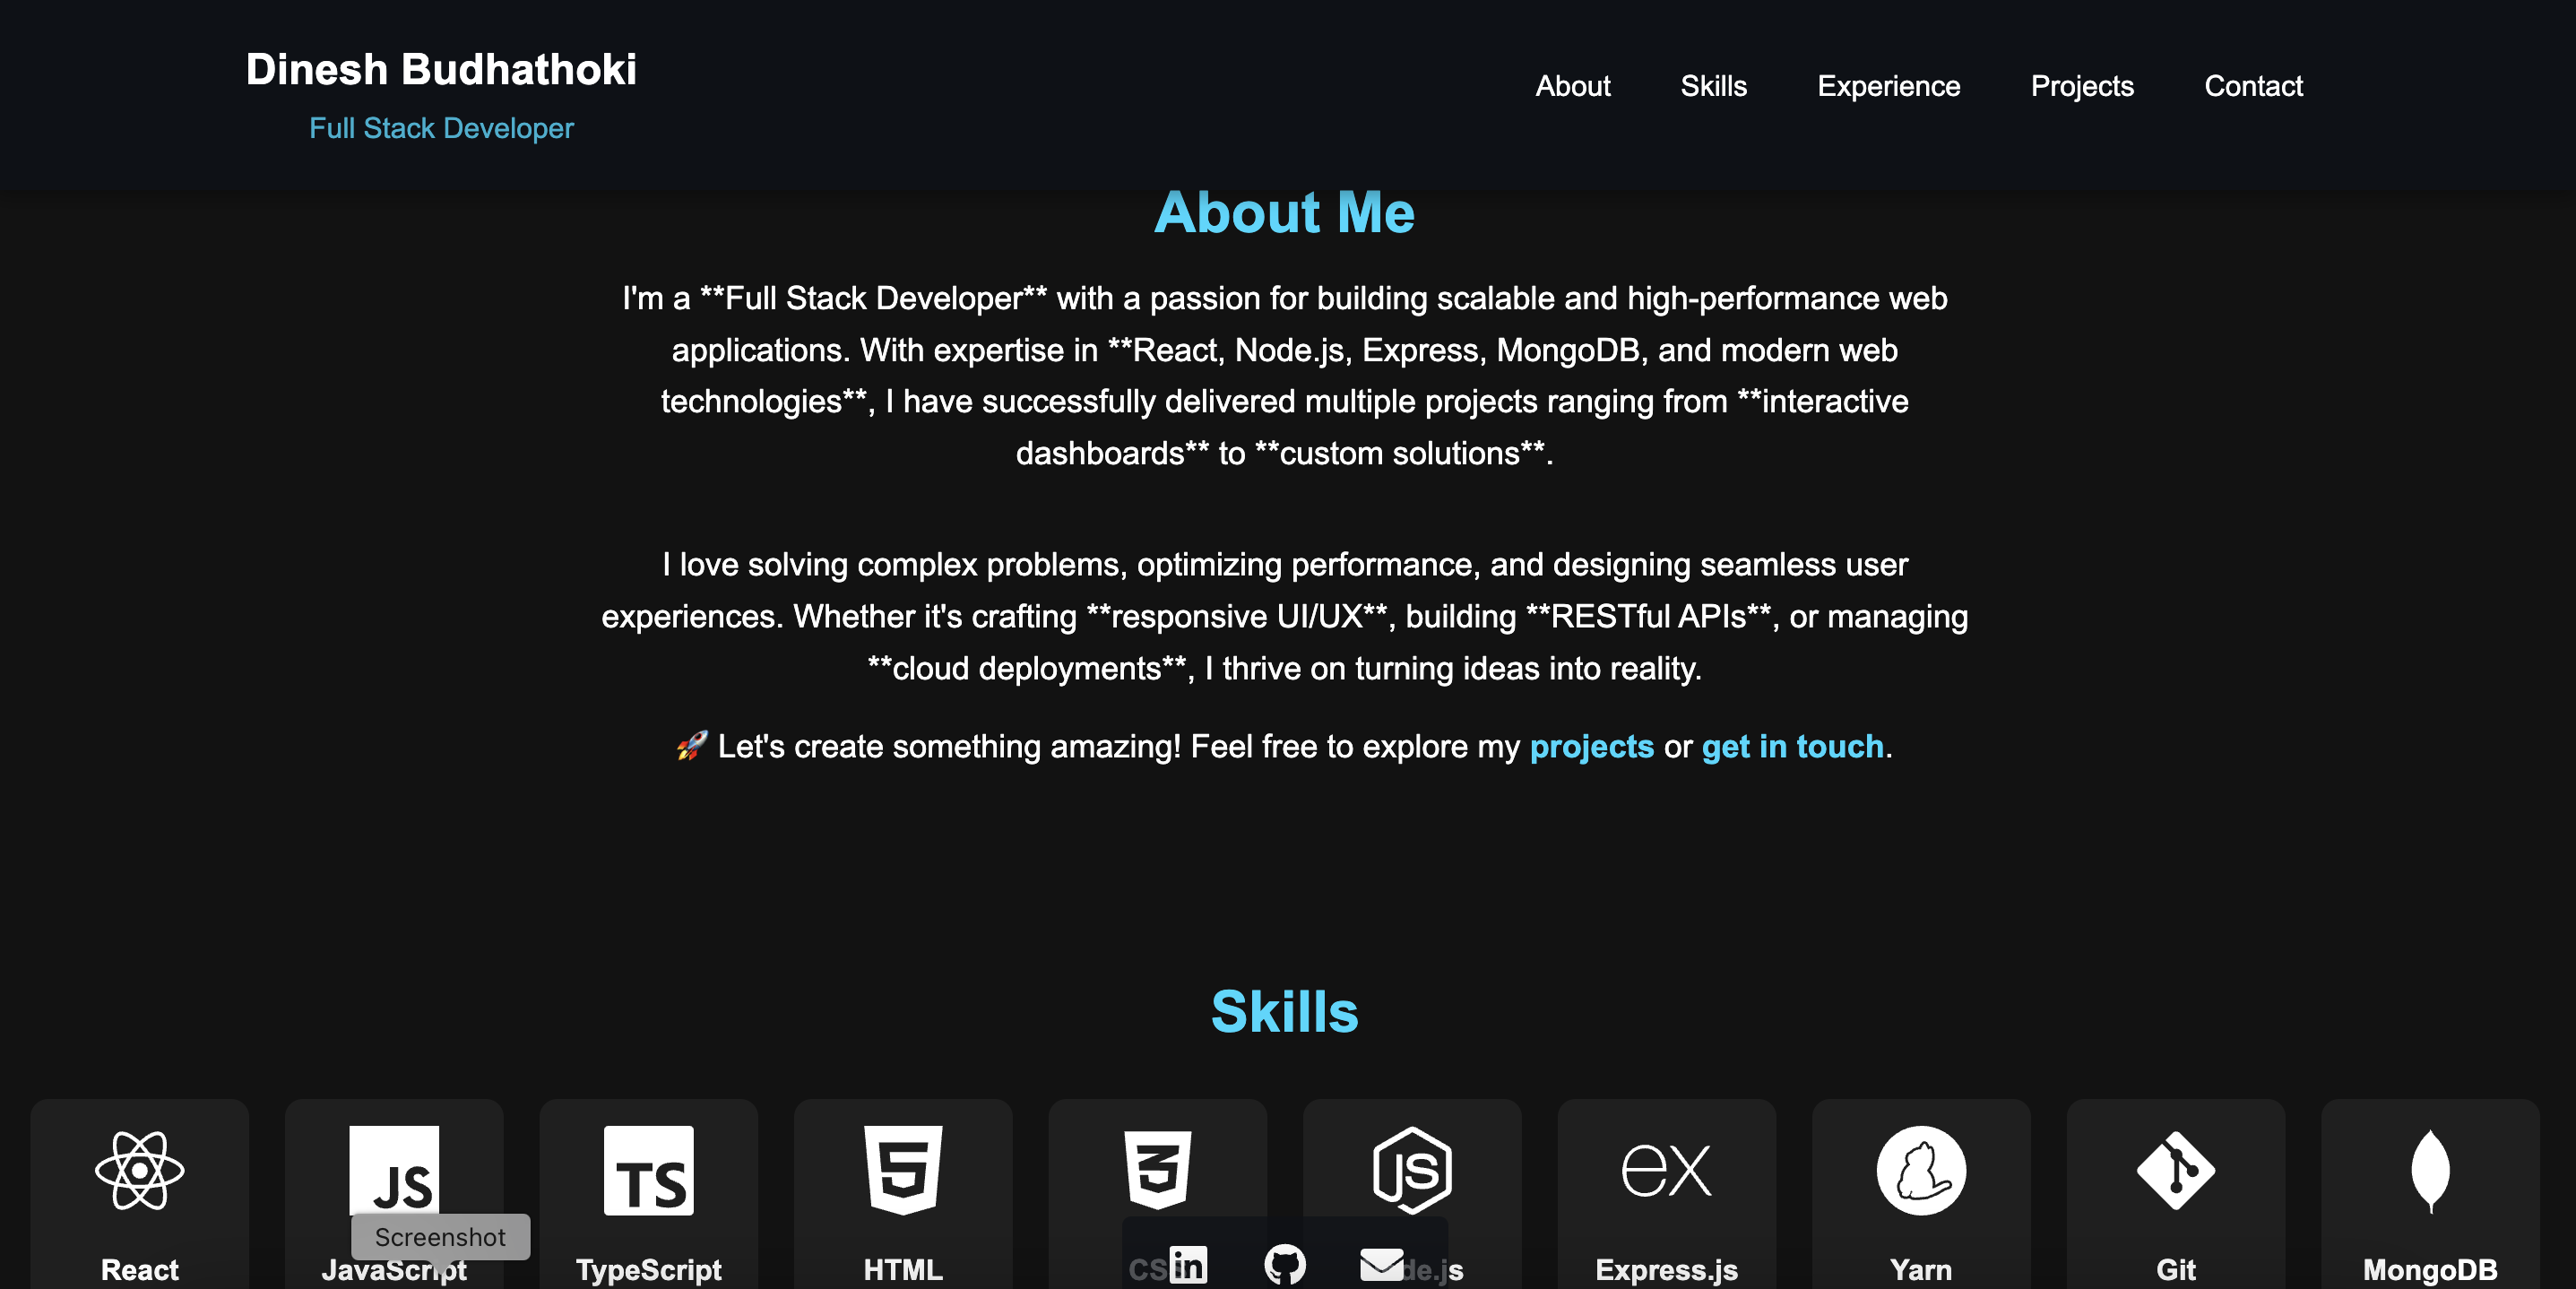 Dinesh Budhathoki
Full Stack Developer
About
Skills
Experience
Projects
Contact
About Me
I'm a **Full Stack Developer** with a passion for building scalable and high-performance web
applications. With expertise in **React, Node.js, Express, MongoDB, and modern web
technologies**, I have successfully delivered multiple projects ranging from **interactive
dashboards** to **custom solutions**.
I love solving complex problems, optimizing performance, and designing seamless user
experiences. Whether it's crafting **responsive UI/UX**, building **RESTful APIs**, or managing
**cloud deployments**, I thrive on turning ideas into reality.
🚀 Let's create something amazing! Feel free to explore my projects or get in touch.
Skills
JS
TS
5
3
JS
ex
Screenshot
in
React
JavaScript
TypeScript
HTML
Express.js
Yarn
Git
MongoDB